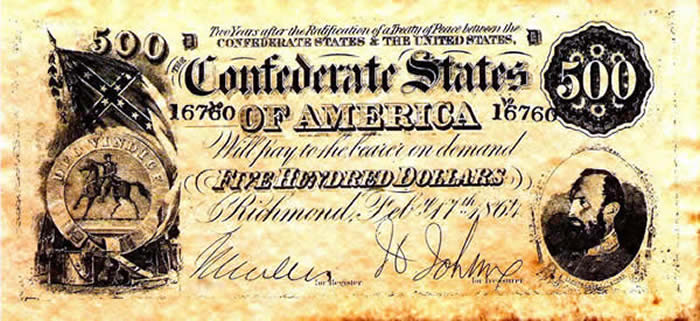 Two Years after the Ratification of a Treaty of Peace between the
CONFEDERATE STATES & THE UNITED STATES,
500 D D 500
THE
Confederate States
16760 16760
OF AMERICA
Will pay to the bearer on demand
FIVE HUNDRED DOLLARS
Richmond, Feby. 17th. 1864
DEO VINDICE
for Register for Treasurer